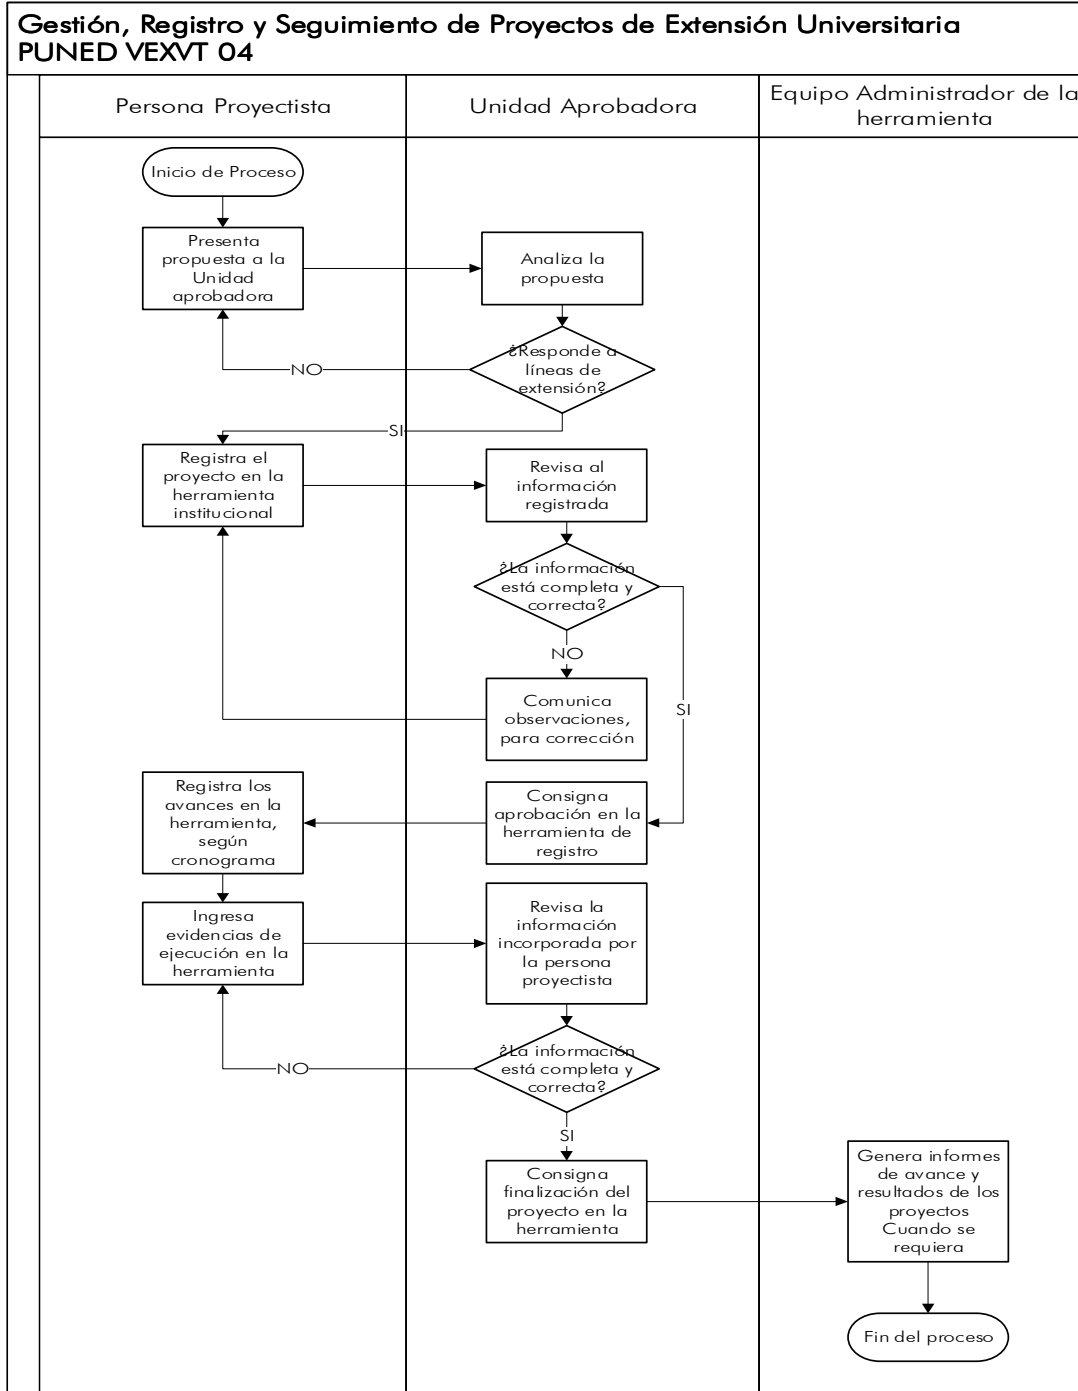 Gestión, Registro y Seguimiento de Proyectos de Extensión Universitaria
PUNED VEXVT 04
Persona Proyectista
Unidad Aprobadora
Equipo Administrador de la
herramienta
Inicio de Proceso
Presenta
propuesta a la
Unidad
aprobadora
Analiza la
propuesta
¿Responde a
líneas de
extensión?
NO
SI
Registra el
proyecto en la
herramienta
institucional
Revisa al
información
registrada
¿La información
está completa y
correcta?
NO
SI
Comunica
observaciones,
para corrección
Registra los
avances en la
herramienta,
según
cronograma
Consigna
aprobación en la
herramienta de
registro
Ingresa
evidencias de
ejecución en la
herramienta
Revisa la
información
incorporada por
la persona
proyectista
¿La información
está completa y
correcta?
NO
SI
Consigna
finalización del
proyecto en la
herramienta
Genera informes
de avance y
resultados de los
proyectos
Cuando se
requiera
Fin del proceso